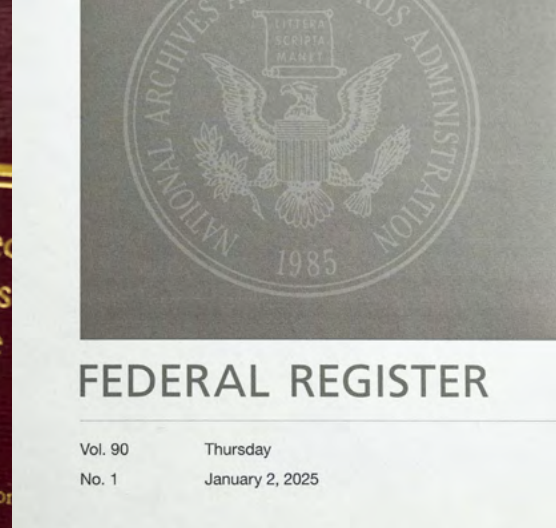 LITTERA
SCRIPTA
MANET
NATIONAL ARCHIVES ADMINISTRATION
1985
FEDERAL REGISTER
Vol. 90
Thursday
No. 1
January 2, 2025